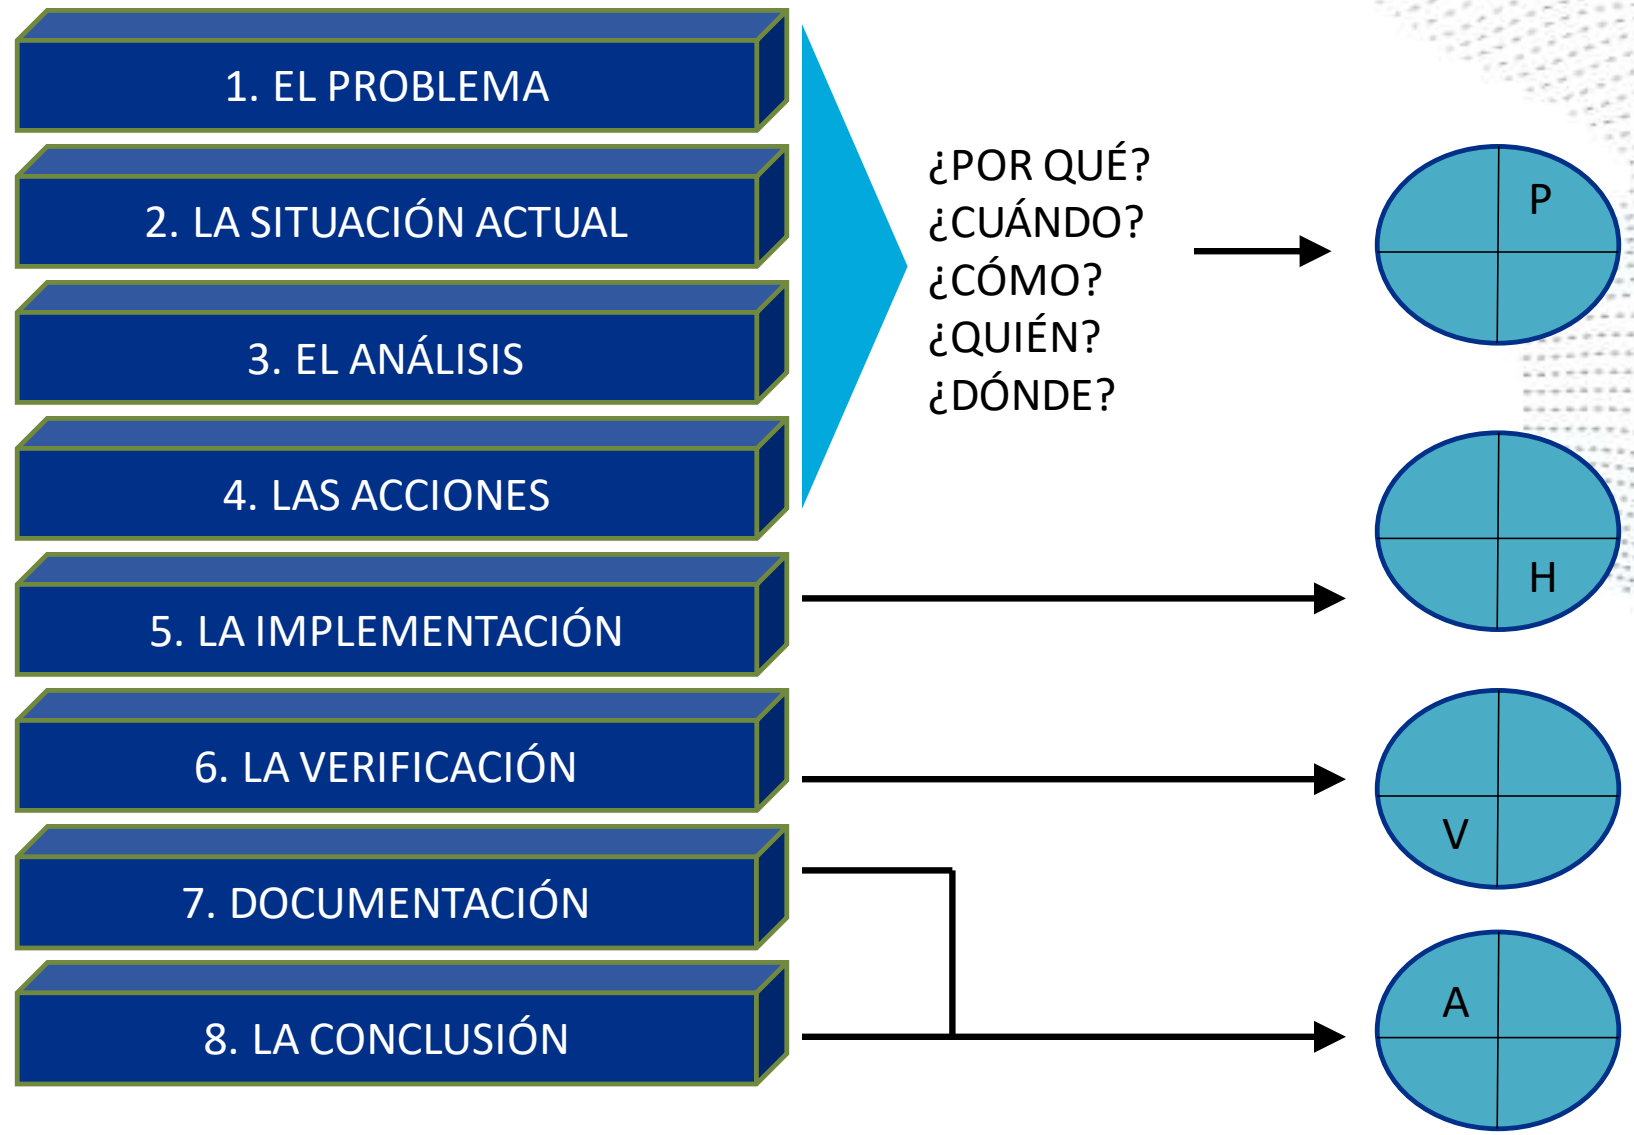 1. EL PROBLEMA
2. LA SITUACIÓN ACTUAL
3. EL ANÁLISIS
4. LAS ACCIONES
5. LA IMPLEMENTACIÓN
6. LA VERIFICACIÓN
7. DOCUMENTACIÓN
8. LA CONCLUSIÓN
¿POR QUÉ?
¿CUÁNDO?
¿CÓMO?
¿QUIÉN?
¿DÓNDE?
P
H
V
A